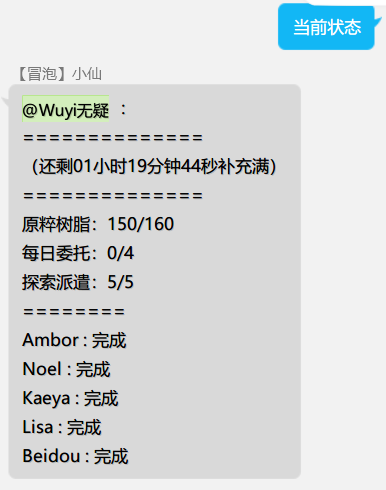 当前状态
【冒泡】小仙
@Wuyi无疑 ：
==============
（还剩01小时19分钟44秒补充满）
==============
原粹树脂：150/160
每日委托：0/4
探索派遣：5/5
========
Ambor : 完成
Noel : 完成
Kaeya : 完成
Lisa : 完成
Beidou : 完成